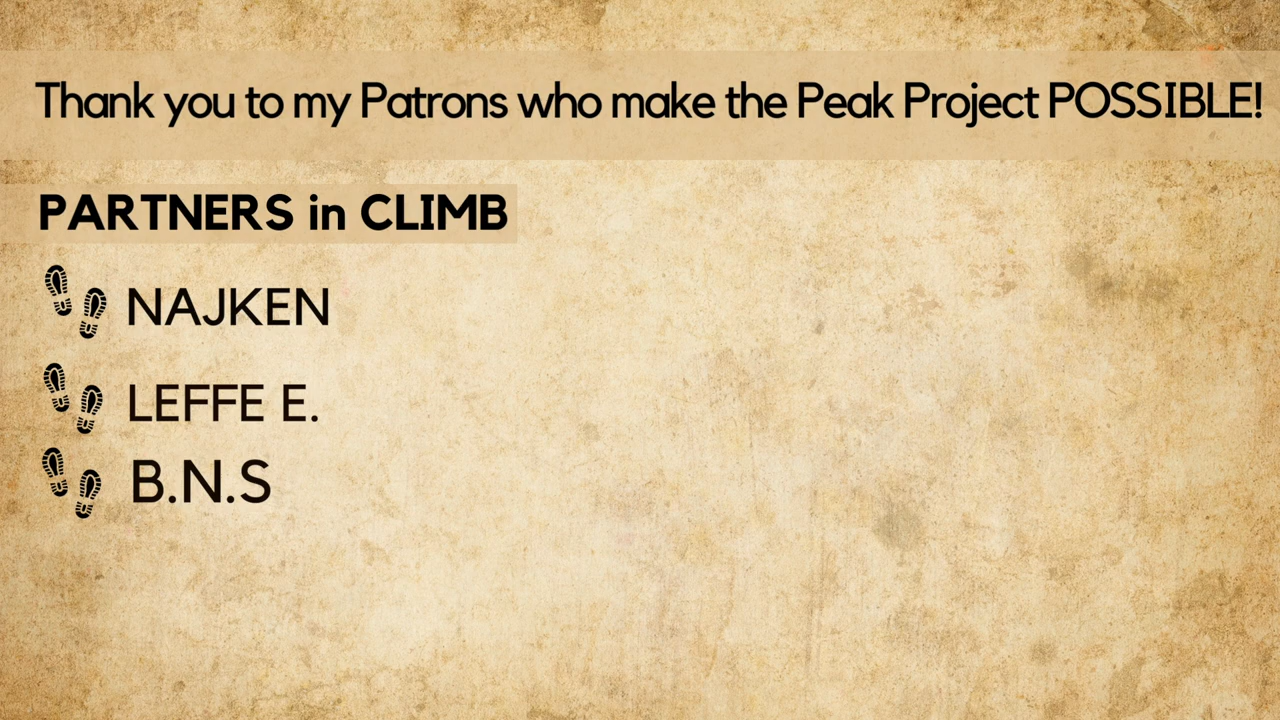 Thank you to my Patrons who make the Peak Project POSSIBLE!
PARTNERS in CLIMB
NAJKEN
LEFFE E.
B.N.S